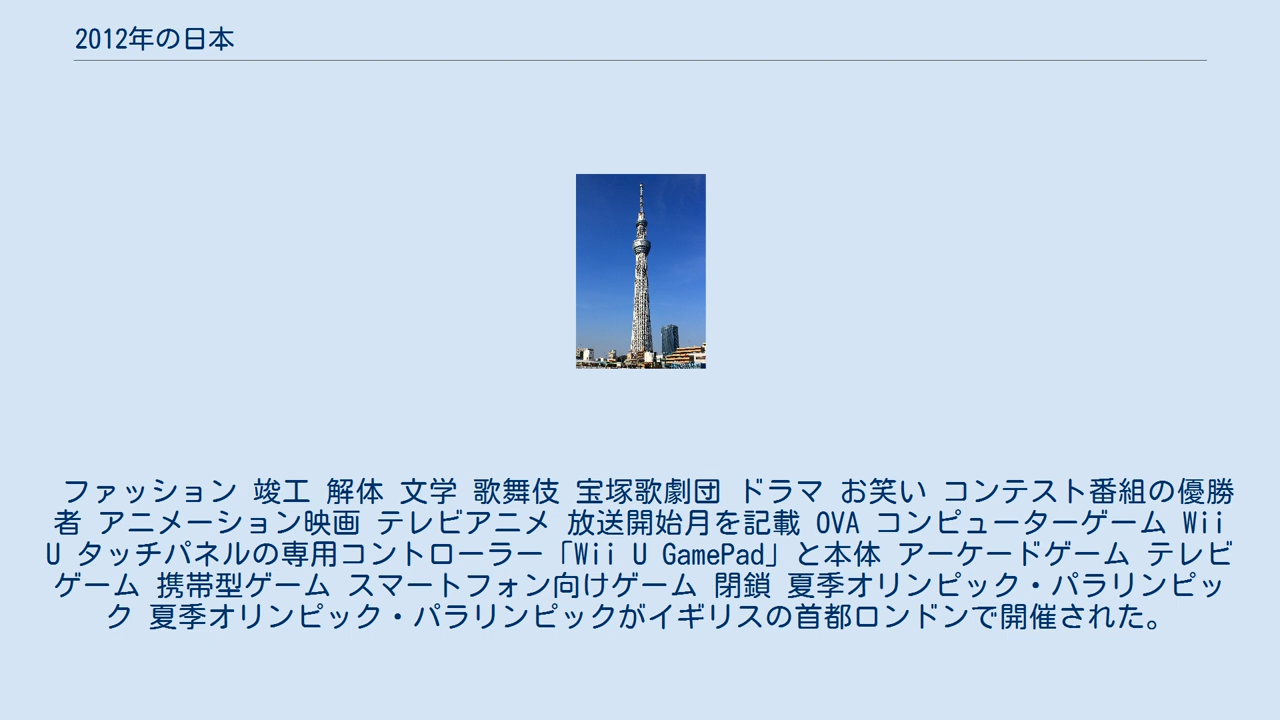 2012年の日本
ファッション 竣工 解体 文学 歌舞伎 宝塚歌劇団 ドラマ お笑い コンテスト番組の優勝
者 アニメーション映画 テレビアニメ 放送開始月を記載 OVA コンピューターゲーム Wii
U タッチパネルの専用コントローラー「Wii U GamePad」と本体 アーケードゲーム テレビ
ゲーム 携帯型ゲーム スマートフォン向けゲーム 閉鎖 夏季オリンピック・パラリンピッ
ク 夏季オリンピック・パラリンピックがイギリスの首都ロンドンで開催された。